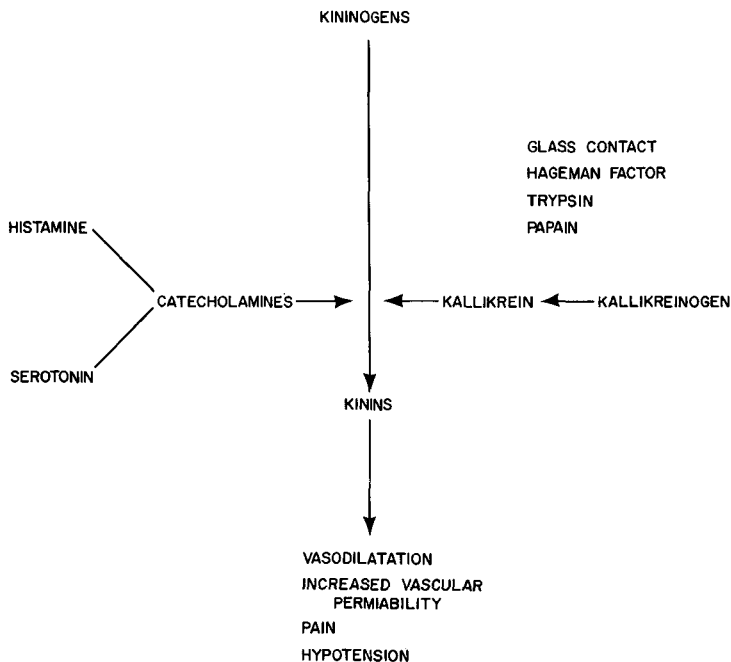 KININOGENS
GLASS CONTACT
HAGEMAN FACTOR
TRYPSIN
PAPAIN
HISTAMINE
CATECHOLAMINES
KALLIKREIN
KALLIKREINOGEN
SEROTONIN
KININS
VASODILATATION
INCREASED VASCULAR
PERMIABILITY
PAIN
HYPOTENSION